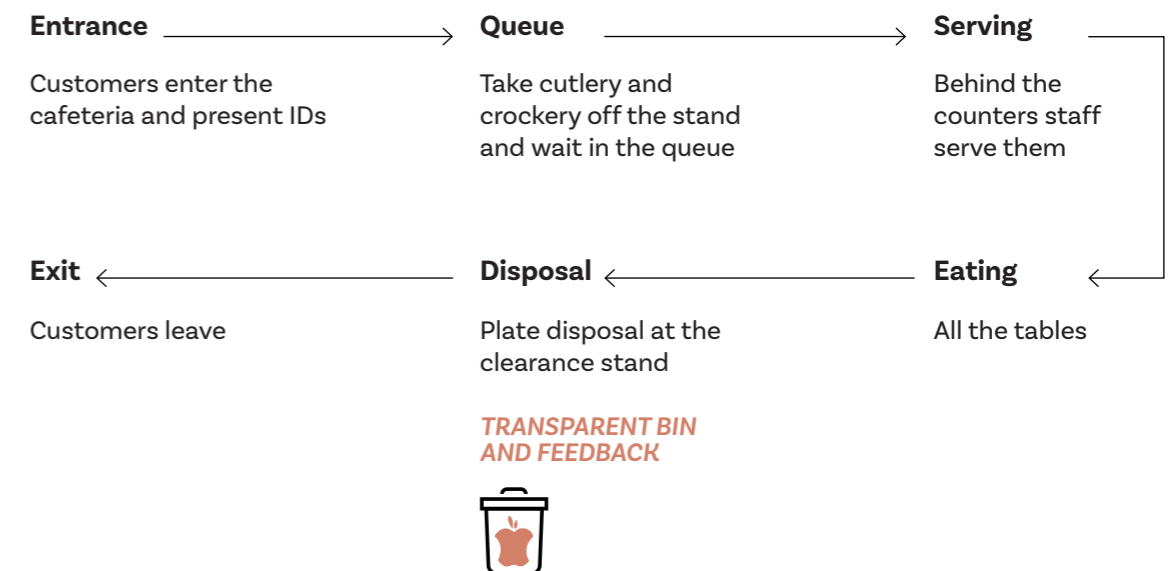 Entrance
Customers enter the
cafeteria and present IDs
Queue
Take cutlery and
crockery off the stand
and wait in the queue
Serving
Behind the
counters staff
serve them
Eating
All the tables
Disposal
Plate disposal at the
clearance stand
TRANSPARENT BIN
AND FEEDBACK
Exit
Customers leave